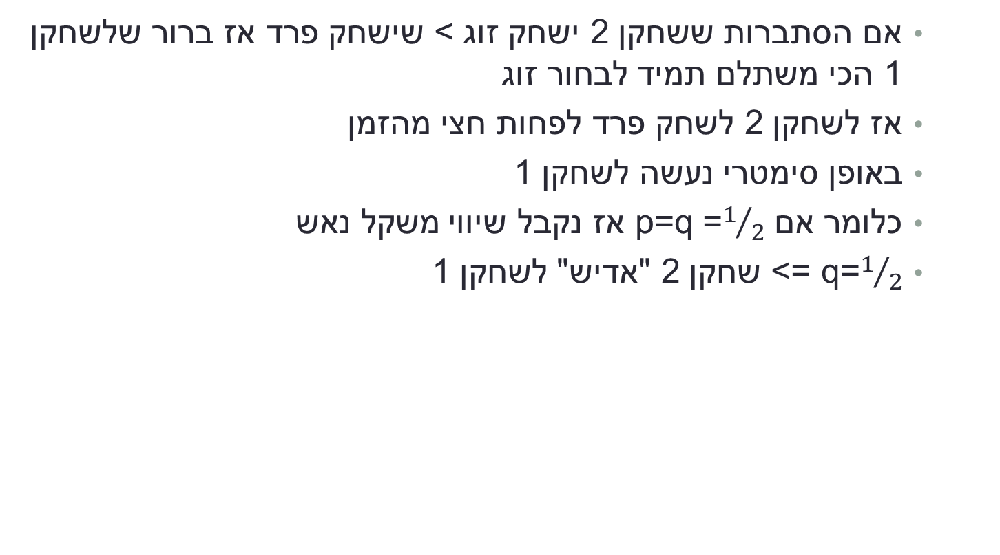 • אם הסתברות ששחקן 2 ישחק זוג > שישחק פרד אז ברור שלשחקן
1 הכי משתלם תמיד לבחור זוג
• אז לשחקן 2 לשחק פרד לפחות חצי מהזמן
• באופן סימטרי נעשה לשחקן 1
• כלומר אם p=q =1/2 אז נקבל שיווי משקל נאש
• q=1/2 => שחקן 2 "אדיש" לשחקן 1